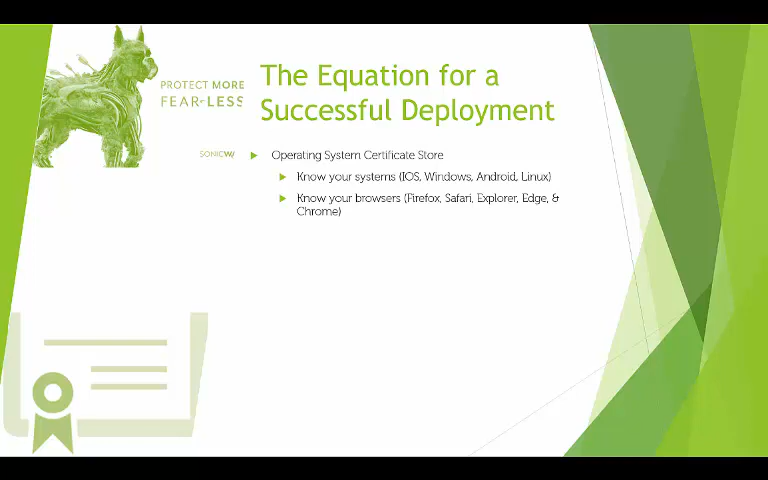 PROTECT MORE
FEAR LESS
The Equation for a
Successful Deployment
SONICW
Operating System Certificate Store
Know your systems (IOS, Windows, Android, Linux)
Know your browsers (Firefox, Safari, Explorer, Edge, &
Chrome)